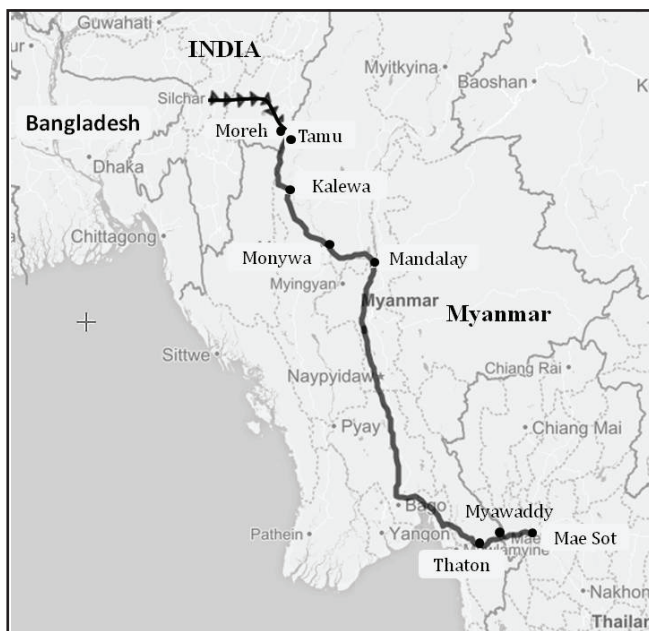 Guwahati
INDIA
Myitkyina
Baoshan
Silchar
Bangladesh
Moreh
Tamu
Dhaka
Kalewa
Chittagong
Monywa
Mandalay
Myingyan
Myanmar
Myanmar
Sittwe
Chiang Rai
Naypyidaw
Pyay
Chiang Mai
Bago
Myawaddy
Pathein
Yangon
Mae Sot
Thaton
Nakhon
Thailan